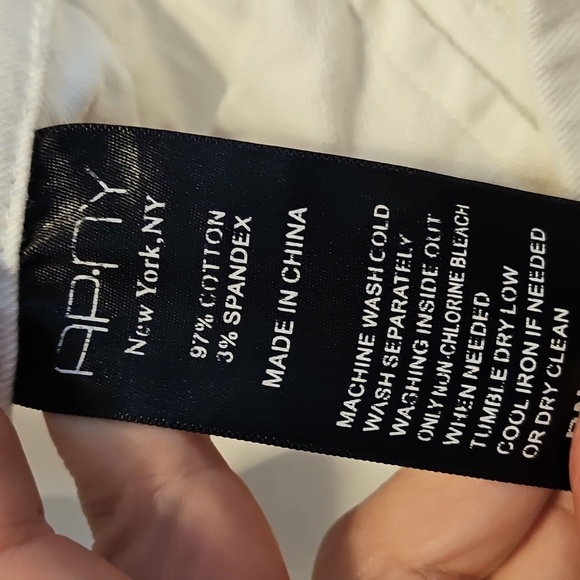 AP.NY
New York,NY
97% COTTON
3% SPANDEX
MADE IN CHINA
MACHINE WASH COLD
WASH SEPARATELY
WASHING INSIDE OUT
ONLY NON-CHLORINE BLEACH
WHEN NEEDED
TUMBLE DRY LOW
COOL IRON IF NEEDED
OR DRY CLEAN